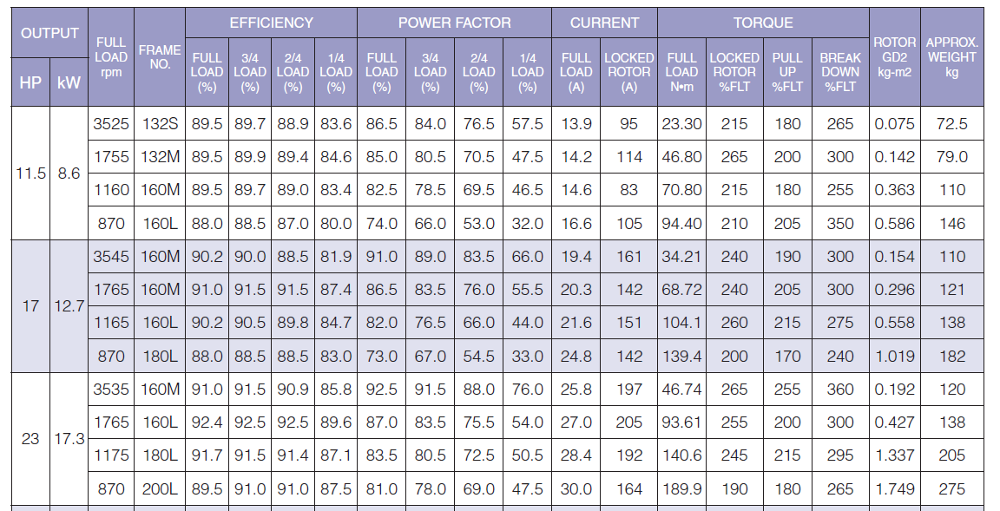 OUTPUT FULL LOAD rpm FRAME NO. EFFICIENCY POWER FACTOR CURRENT TORQUE ROTOR GD2 kg-m2 APPROX. WEIGHT kg
HP kW FULL LOAD (%) 3/4 LOAD (%) 2/4 LOAD (%) 1/4 LOAD (%) FULL LOAD (%) 3/4 LOAD (%) 2/4 LOAD (%) 1/4 LOAD (%) FULL LOAD (A) LOCKED ROTOR (A) FULL LOAD N•m LOCKED ROTOR %FLT PULL UP %FLT BREAK DOWN %FLT
11.5 8.6 3525 132S 89.5 89.7 88.9 83.6 86.5 84.0 76.5 57.5 13.9 95 23.30 215 180 265 0.075 72.5
1755 132M 89.5 89.9 89.4 84.6 85.0 80.5 70.5 47.5 14.2 114 46.80 265 200 300 0.142 79.0
1160 160M 89.5 89.7 89.0 83.4 82.5 78.5 69.5 46.5 14.6 83 70.80 215 180 255 0.363 110
870 160L 88.0 88.5 87.0 80.0 74.0 66.0 53.0 32.0 16.6 105 94.40 210 205 350 0.586 146
17 12.7 3545 160M 90.2 90.0 88.5 81.9 91.0 89.0 83.5 66.0 19.4 161 34.21 240 190 300 0.154 110
1765 160M 91.0 91.5 91.5 87.4 86.5 83.5 76.0 55.5 20.3 142 68.72 240 205 300 0.296 121
1165 160L 90.2 90.5 89.8 84.7 82.0 76.5 66.0 44.0 21.6 151 104.1 260 215 275 0.558 138
870 180L 88.0 88.5 88.5 83.0 73.0 67.0 54.5 33.0 24.8 142 139.4 200 170 240 1.019 182
23 17.3 3535 160M 91.0 91.5 90.9 85.8 92.5 91.5 88.0 76.0 25.8 197 46.74 265 255 360 0.192 120
1765 160L 92.4 92.5 92.5 89.6 87.0 83.5 75.5 54.0 27.0 205 93.61 255 200 300 0.427 138
1175 180L 91.7 91.5 91.4 87.1 83.5 80.5 72.5 50.5 28.4 192 140.6 245 215 295 1.337 205
870 200L 89.5 91.0 91.0 87.5 81.0 78.0 69.0 47.5 30.0 164 189.9 190 180 265 1.749 275